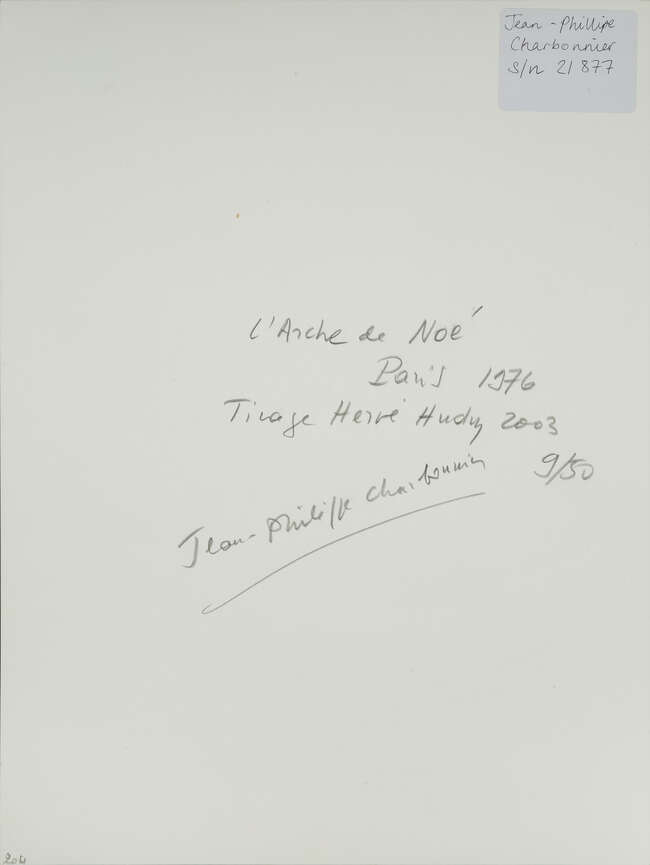 Jean-Phillipe
Charbonnier
s/n 21877
L'Arche de Noé
Paris 1976
Tirage Hervé Hudry 2003
9/50
Jean-Philippe Charbonnier